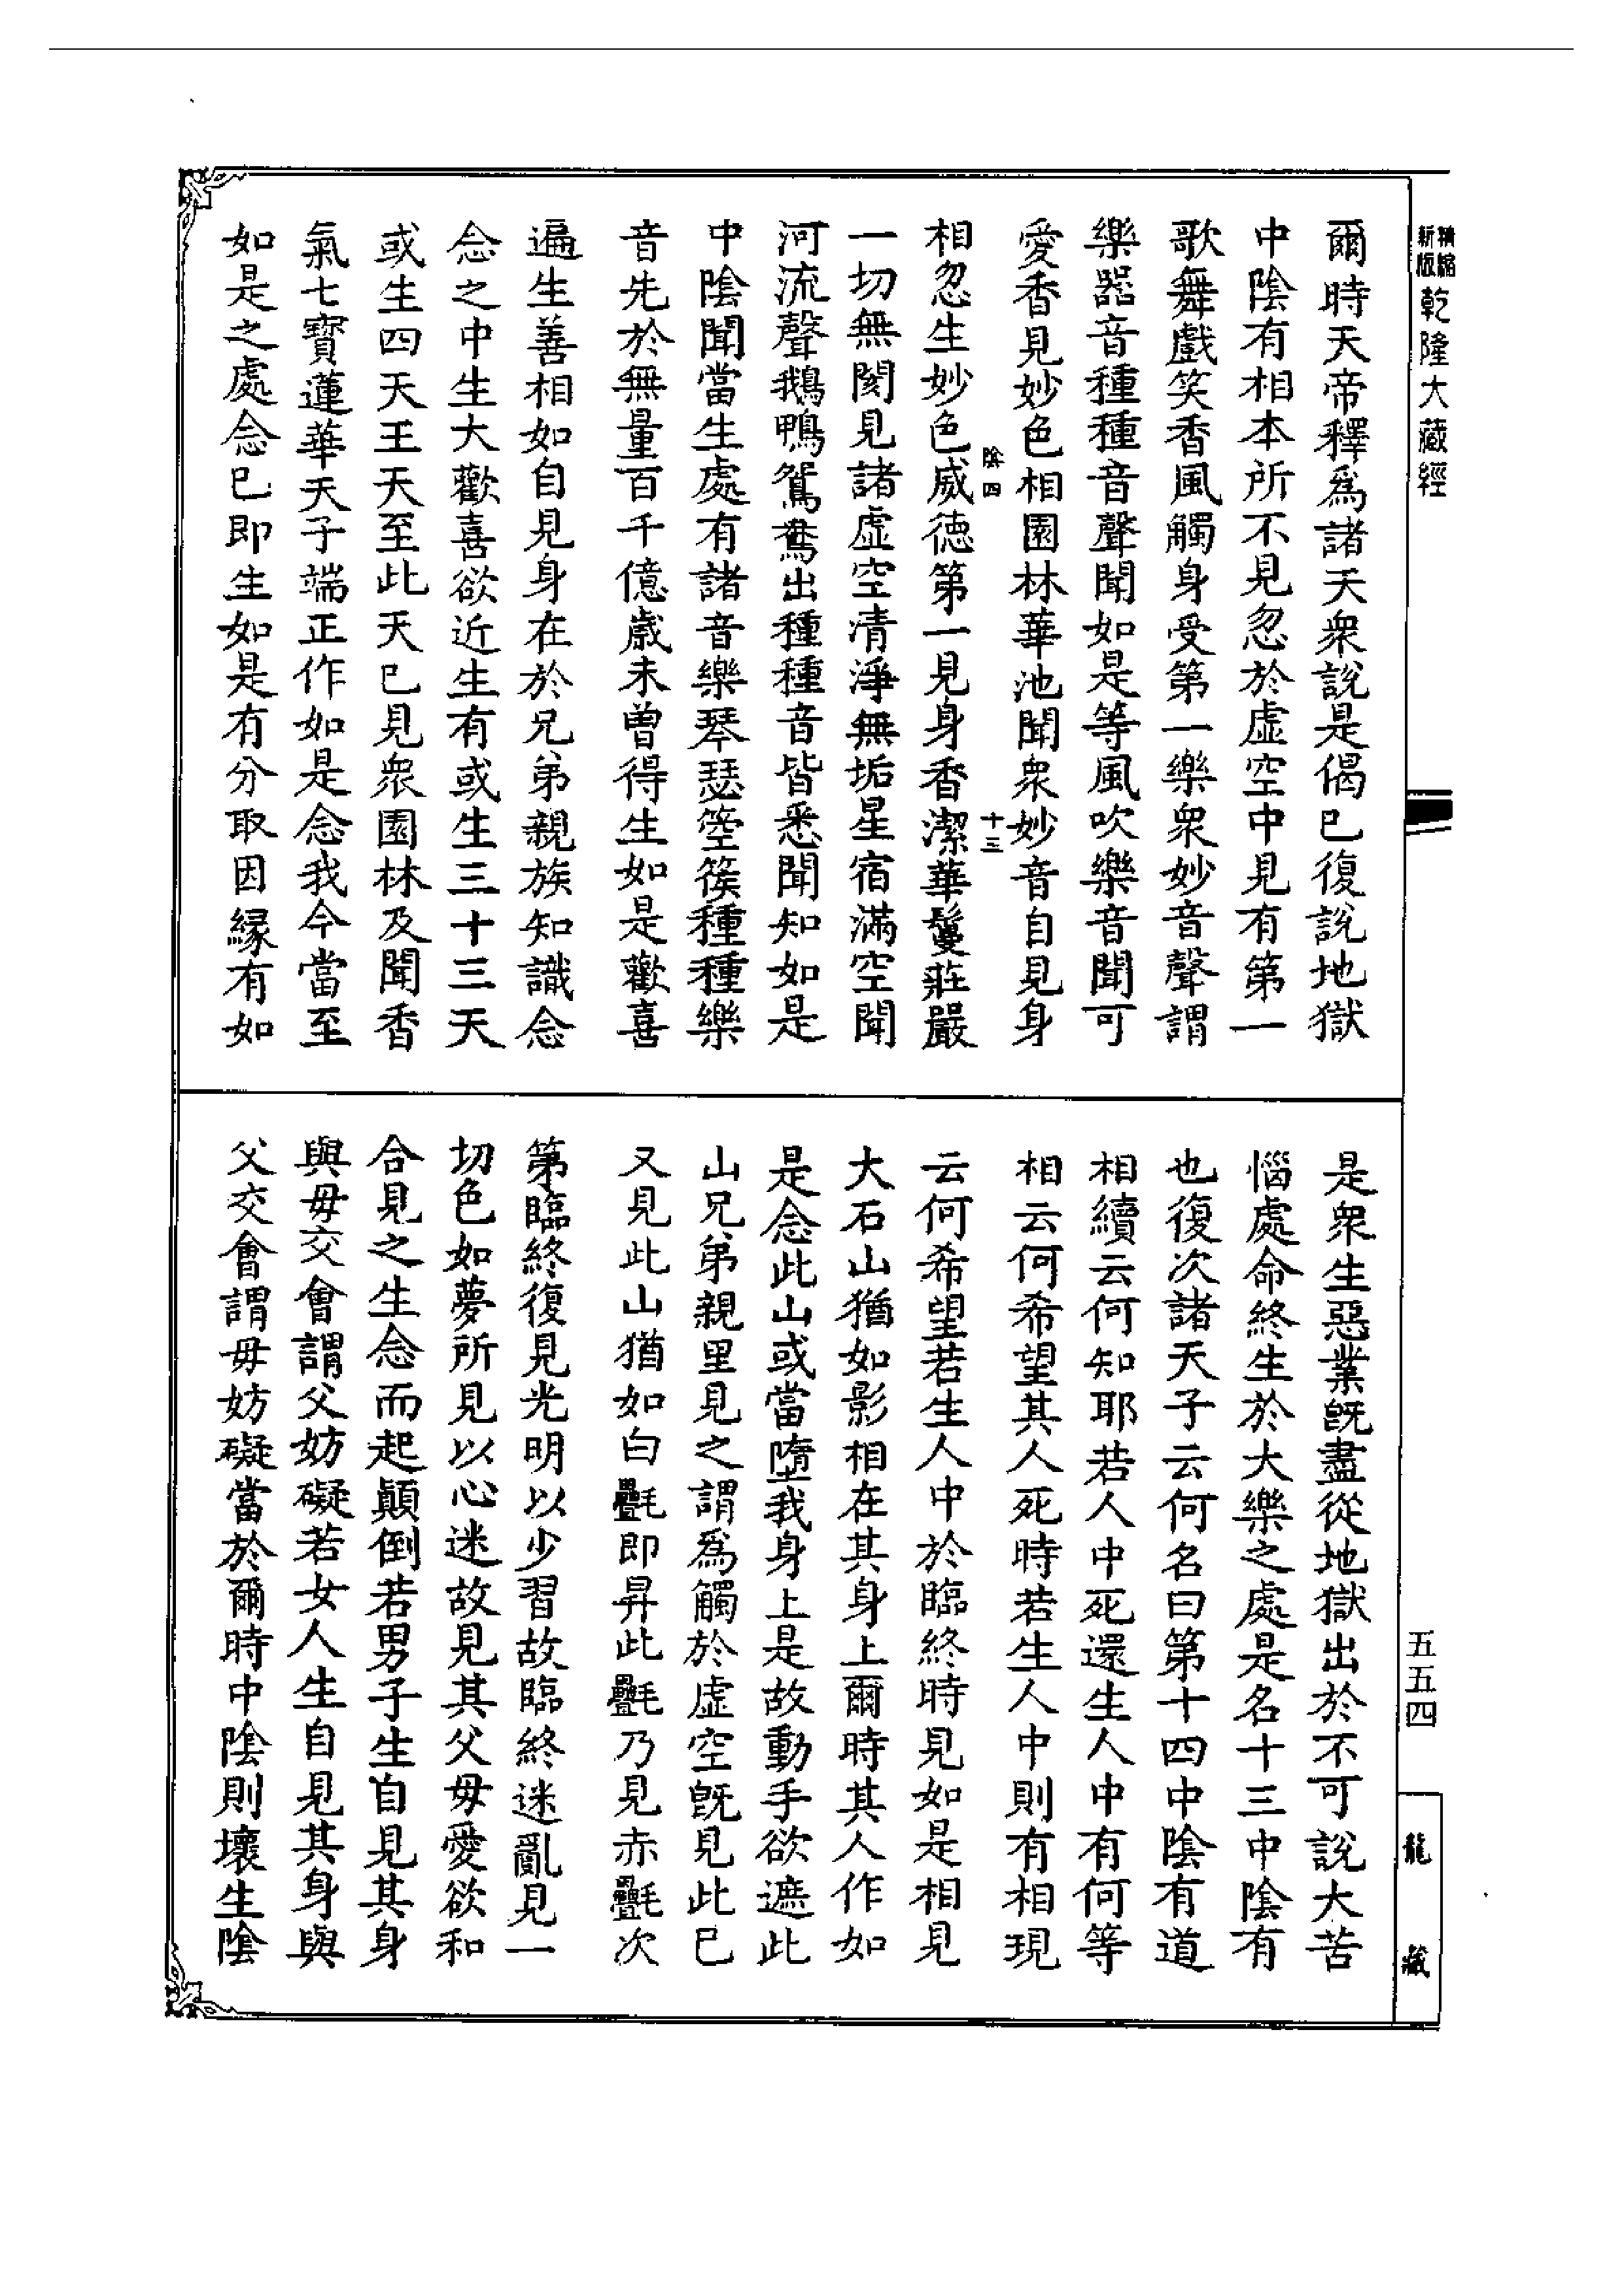 精縮新版乾隆大藏經
爾時天帝釋為諸天眾說是偈已復說地獄
中陰有相本所不見忽於虛空中見有第一
歌舞戲笑香風觸身受第一樂眾妙音聲謂
樂器音種種音聲聞如是等風吹樂音聞可
愛香見妙色相園林華池聞眾妙音自見身
陰四
十三
相忽生妙色威德第一見身香潔華鬘莊嚴
一切無閡見諸虛空清淨無垢星宿滿空聞
河流聲鵝鴨鴛鴦出種種音皆悉聞知如是
中陰聞當生處有諸音樂琴瑟箜篌種種樂
音先於無量百千億歲未曾得生如是歡喜
遍生善相如自見身在於兄弟親族知識念
念之中生大歡喜欲近生有或生三十三天
或生四天王天至此天已見眾園林及聞香
氣七寶蓮華天子端正作如是念我今當至
如是之處念已即生如是有分取因緣有如
是眾生惡業既盡從地獄出於不可說大苦
惱處命終生於大樂之處是名十三中陰有
也復次諸天子云何名曰第十四中陰有道
相續云何知耶若人中死還生人中有何等
相云何希望其人死時若生人中則有相現
云何希望若生人中於臨終時見如是相見
大石山猶如影相在其身上爾時其人作如
是念此山或當墮我身上是故動手欲遮此
山兄弟親里見之謂為觸於虛空既見此已
又見此山猶如白㲲即昇此㲲乃見赤㲲次
第臨終復見光明以少習故臨終迷亂見一
切色如夢所見以心迷故見其父母愛欲和
合見之生念而起顛倒若男子生自見其身
與母交會謂父妨礙若女人生自見其身與
父交會謂母妨礙當於爾時中陰則壞生陰
五五四
龍藏